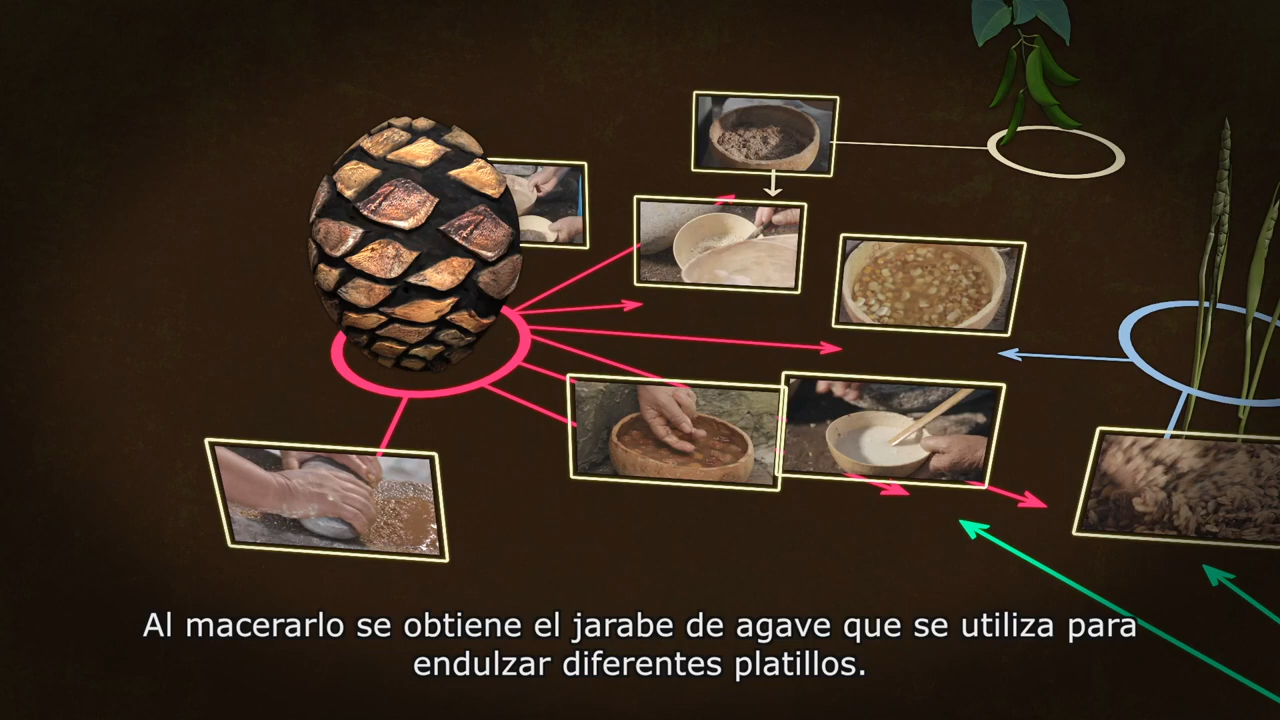 Al macerarlo se obtiene el jarabe de agave que se utiliza para
endulzar diferentes platillos.